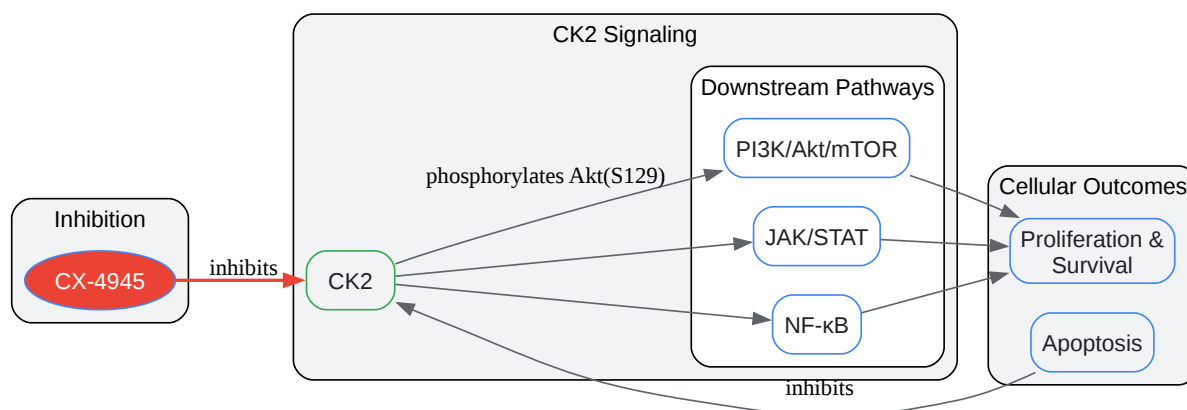 CK2 Signaling
Downstream Pathways
PI3K/Akt/mTOR
phosphorylates Akt(S129)
Cellular Outcomes
Inhibition
JAK/STAT
Proliferation &
Survival
CX-4945
inhibits
CK2
NF-κB
Apoptosis
inhibits